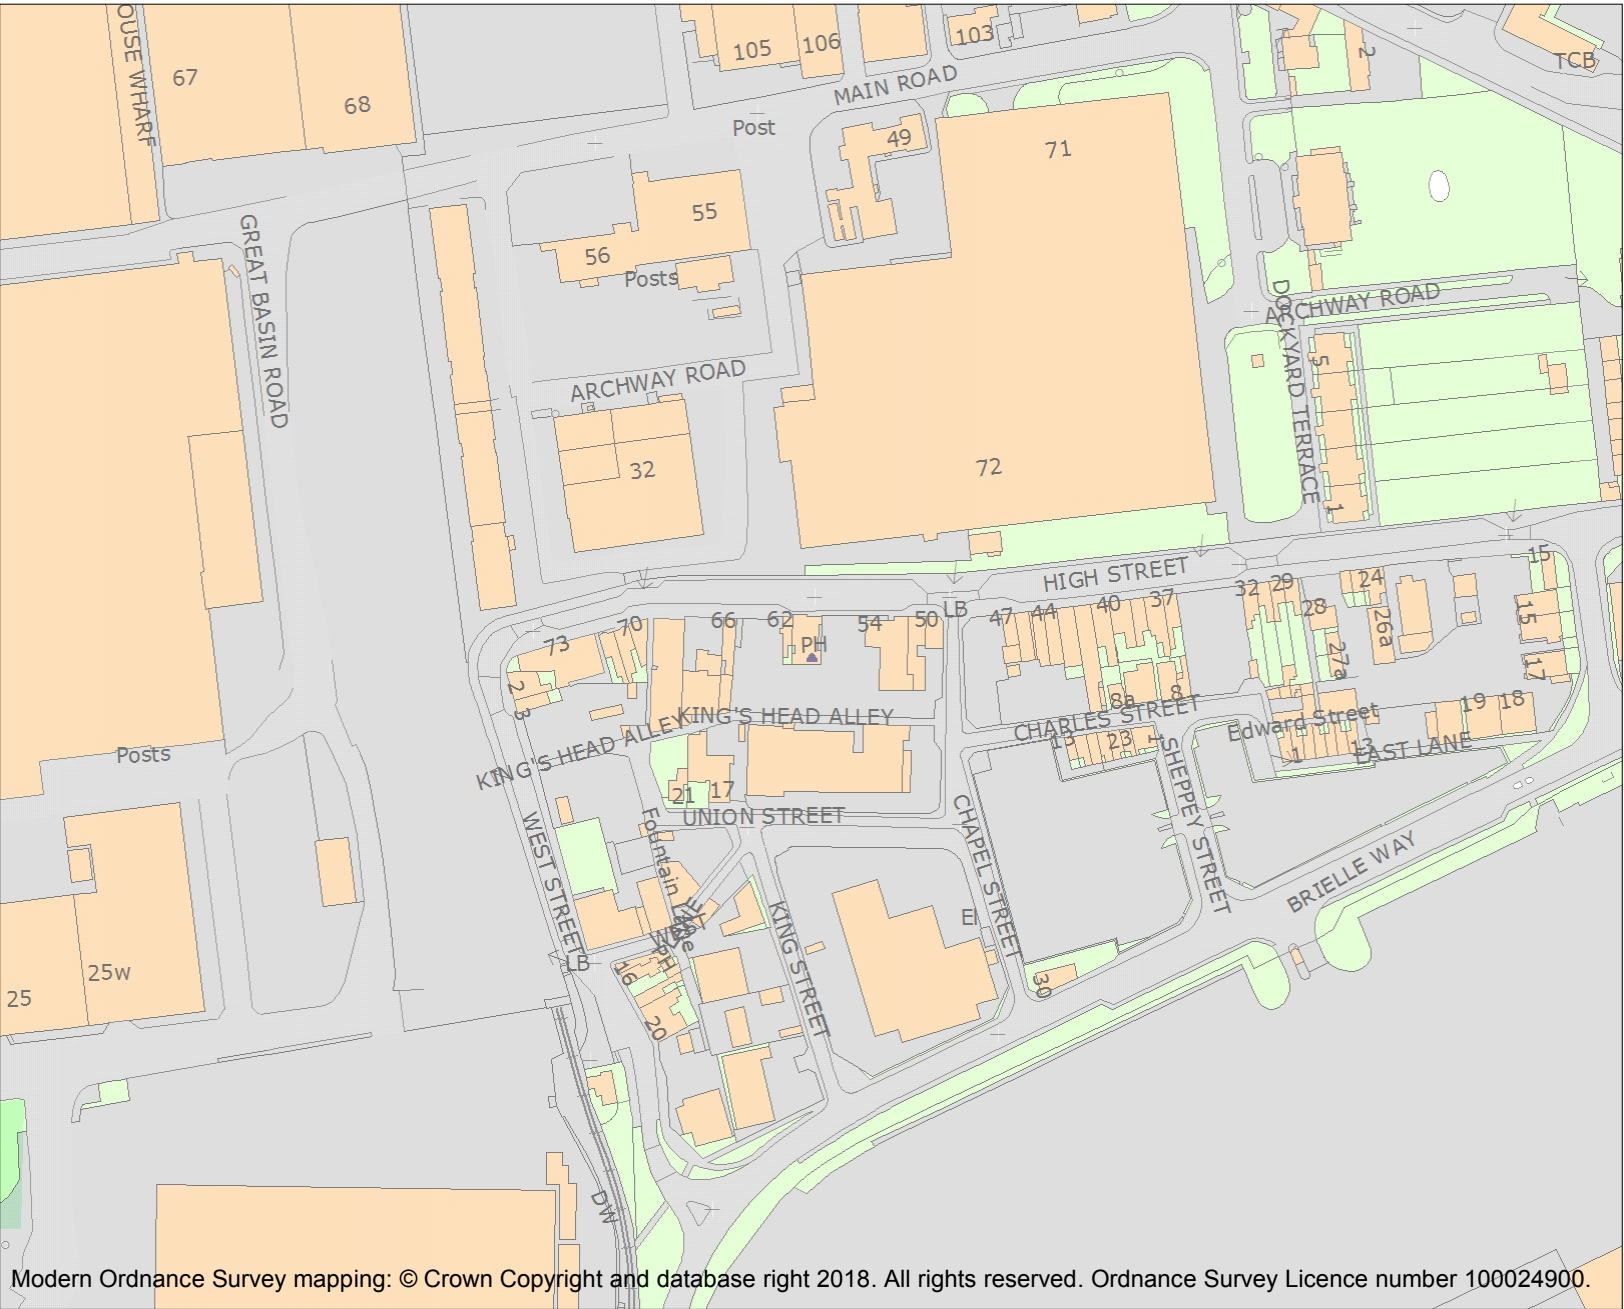 OUSE WHARF
67
68
105
106
103
MAIN ROAD
2
TCB
Post
49
71
GREAT BASIN ROAD
55
56
Posts
DOCKYARD TERRACE
ARCHWAY ROAD
ARCHWAY ROAD
5
32
72
1
HIGH STREET
LB
73
70
66
62
PH
54
50
47
44
40
37
32
29
28
24
26a
27a
15
15
17
2
3
8a
8
KING'S HEAD ALLEY
KING'S HEAD ALLEY
CHARLES STREET
13
23
1
Edward Street
19
18
1
13
EAST LANE
Posts
21
17
UNION STREET
WEST STREET
Fountain Lane
CHAPEL STREET
SHEPPEY STREET
BRIELLE WAY
KING STREET
El
WEST
PH
LB
16
20
30
25w
25
DW
Modern Ordnance Survey mapping: © Crown Copyright and database right 2018. All rights reserved. Ordnance Survey Licence number 100024900.